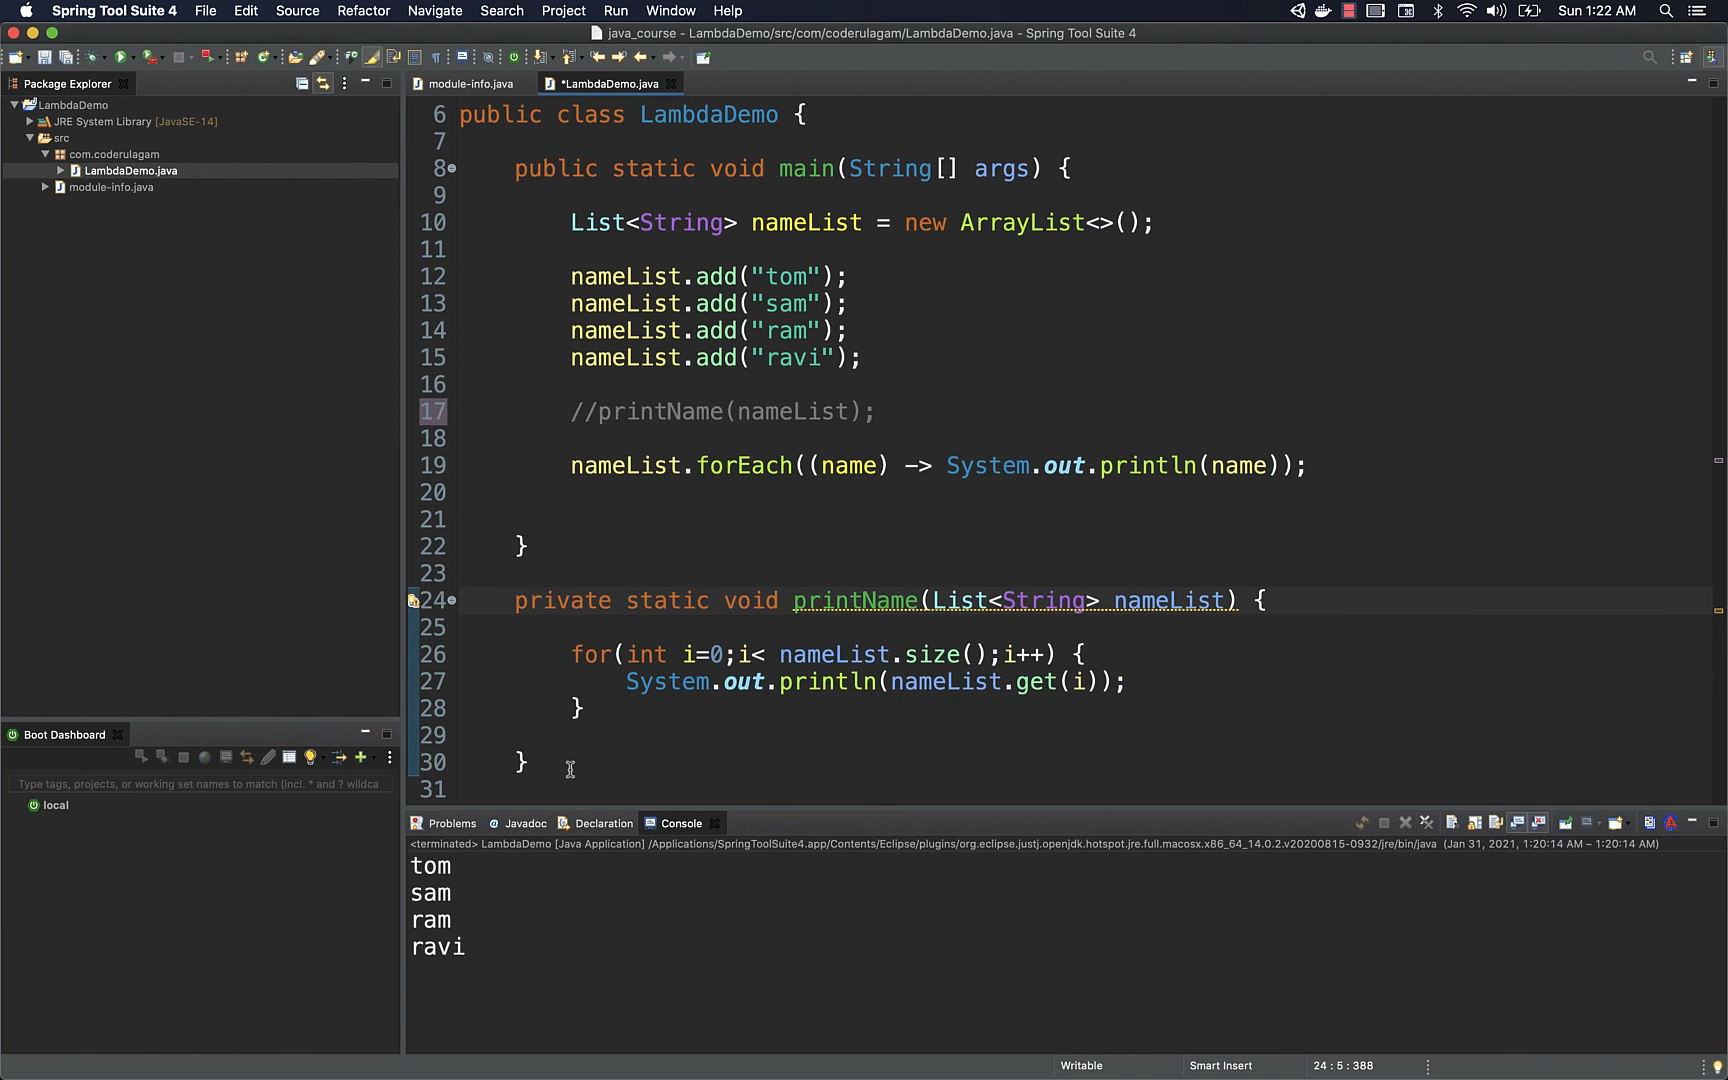 Spring Tool Suite 4 File Edit Source Refactor Navigate Search Project Run Window Help Sun 1:22 AM
java_course - LambdaDemo/src/com/coderulagam/LambdaDemo.java - Spring Tool Suite 4
Package Explorer
LambdaDemo
JRE System Library [JavaSE-14]
src
com.coderulagam
LambdaDemo.java
module-info.java
module-info.java *LambdaDemo.java
6 public class LambdaDemo {
7
8 public static void main(String[] args) {
9
10 List<String> nameList = new ArrayList<>();
11
12 nameList.add("tom");
13 nameList.add("sam");
14 nameList.add("ram");
15 nameList.add("ravi");
16
17 //printName(nameList);
18
19 nameList.forEach((name) -> System.out.println(name));
20
21
22 }
23
24 private static void printName(List<String> nameList) {
25
26 for(int i=0;i< nameList.size();i++) {
27 System.out.println(nameList.get(i));
28 }
29
30 }
31
Boot Dashboard
Type tags, projects, or working set names to match (incl. * and ? wildca
local
Problems Javadoc Declaration Console
<terminated> LambdaDemo [Java Application] /Applications/SpringToolSuite4.app/Contents/Eclipse/plugins/org.eclipse.justj.openjdk.hotspot.jre.full.macosx.x86_64_14.0.2.v20200815-0932/jre/bin/java (Jan 31, 2021, 1:20:14 AM – 1:20:14 AM)
tom
sam
ram
ravi
Writable Smart Insert 24 : 5 : 388